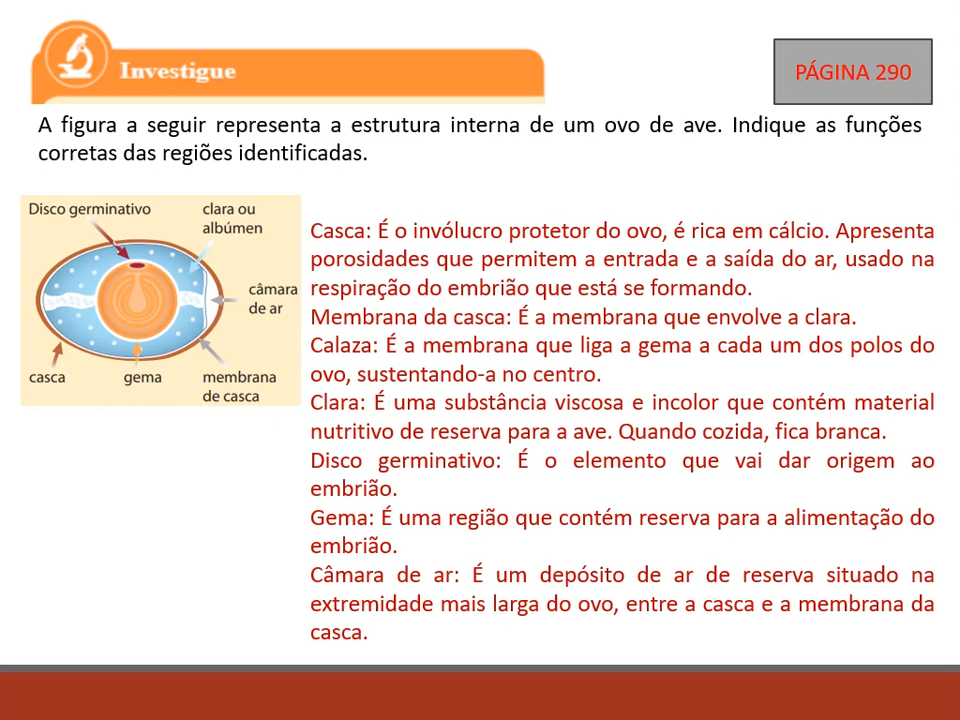 Investigue
PÁGINA 290
A figura a seguir representa a estrutura interna de um ovo de ave. Indique as funções
corretas das regiões identificadas.
Disco germinativo
clara ou
albúmen
câmara
de ar
casca
gema
membrana
de casca
Casca: É o invólucro protetor do ovo, é rica em cálcio. Apresenta
porosidades que permitem a entrada e a saída do ar, usado na
respiração do embrião que está se formando.
Membrana da casca: É a membrana que envolve a clara.
Calaza: É a membrana que liga a gema a cada um dos polos do
ovo, sustentando-a no centro.
Clara: É uma substância viscosa e incolor que contém material
nutritivo de reserva para a ave. Quando cozida, fica branca.
Disco germinativo: É o elemento que vai dar origem ao
embrião.
Gema: É uma região que contém reserva para a alimentação do
embrião.
Câmara de ar: É um depósito de ar de reserva situado na
extremidade mais larga do ovo, entre a casca e a membrana da
casca.